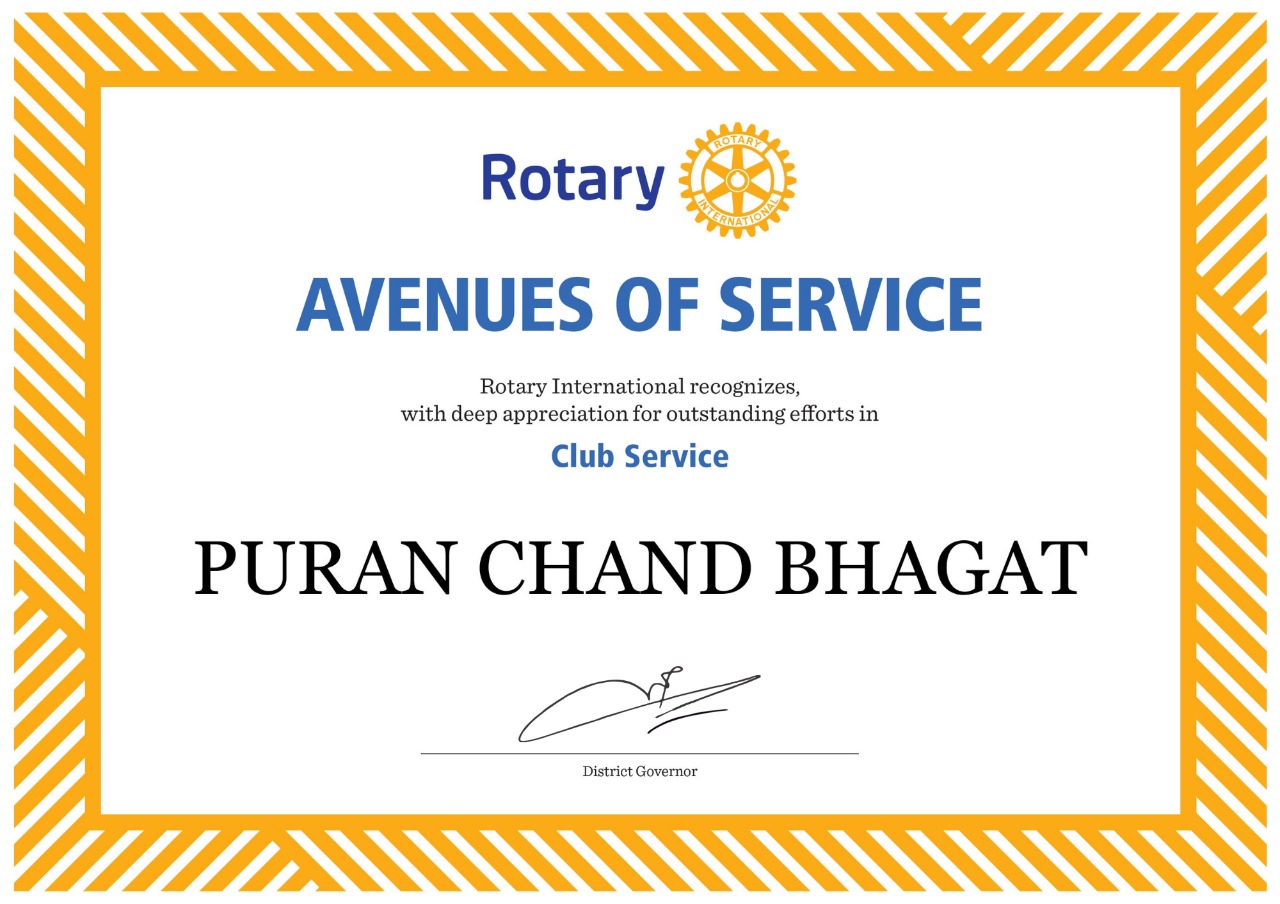 Rotary
ROTARY
INTERNATIONAL
AVENUES OF SERVICE
Rotary International recognizes,
with deep appreciation for outstanding efforts in
Club Service
PURAN CHAND BHAGAT
District Governor